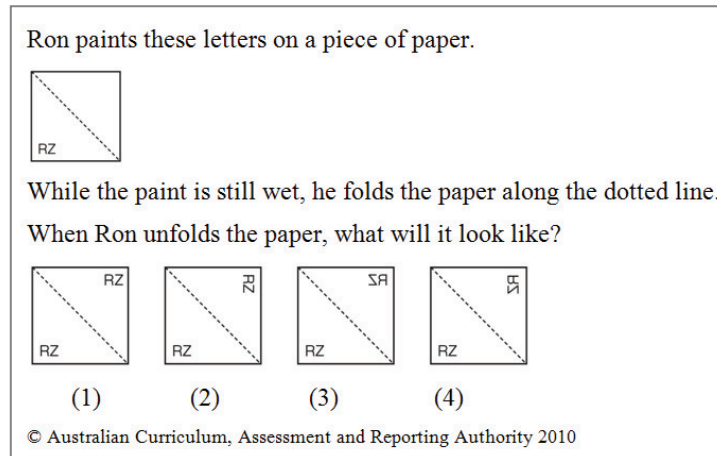 Ron paints these letters on a piece of paper.
RZ
While the paint is still wet, he folds the paper along the dotted line.
When Ron unfolds the paper, what will it look like?
RZ RZ RZ RZ
RZ RZ RZ RZ
(1) (2) (3) (4)
© Australian Curriculum, Assessment and Reporting Authority 2010